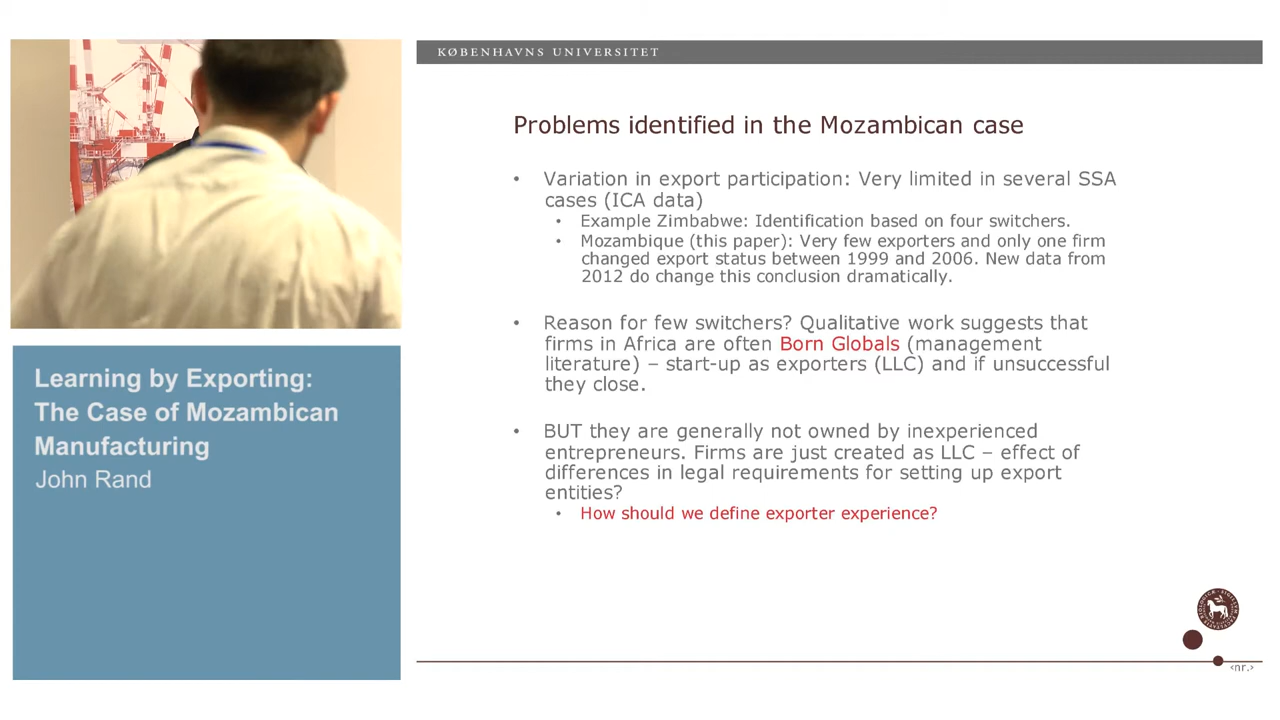 KØBENHAVNS UNIVERSITET
Problems identified in the Mozambican case
• Variation in export participation: Very limited in several SSA
cases (ICA data)
• Example Zimbabwe: Identification based on four switchers.
• Mozambique (this paper): Very few exporters and only one firm
changed export status between 1999 and 2006. New data from
2012 do change this conclusion dramatically.
• Reason for few switchers? Qualitative work suggests that
firms in Africa are often Born Globals (management
literature) – start-up as exporters (LLC) and if unsuccessful
they close.
• BUT they are generally not owned by inexperienced
entrepreneurs. Firms are just created as LLC – effect of
differences in legal requirements for setting up export
entities?
• How should we define exporter experience?
Learning by Exporting:
The Case of Mozambican
Manufacturing
John Rand
‹nr.›